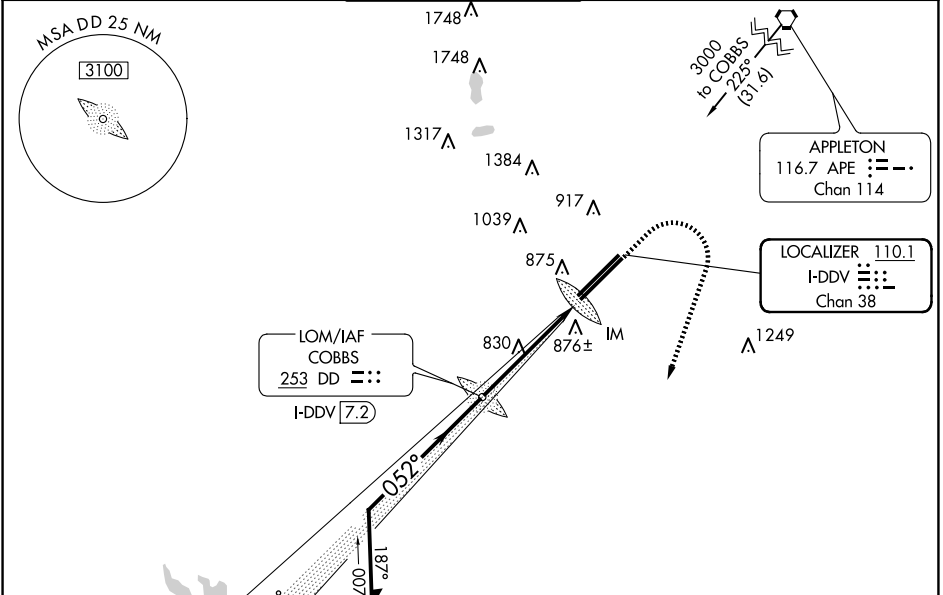 MSA DD 25 NM
3100
1748
1748
1317
1384
1039
917
875
830
876±
IM
1249
3000
to COBBS
225°
(31.6)
APPLETON
116.7 APE
Chan 114
LOCALIZER 110.1
I-DDV
Chan 38
LOM/IAF
COBBS
253 DD
I-DDV 7.2
052°
187°
007